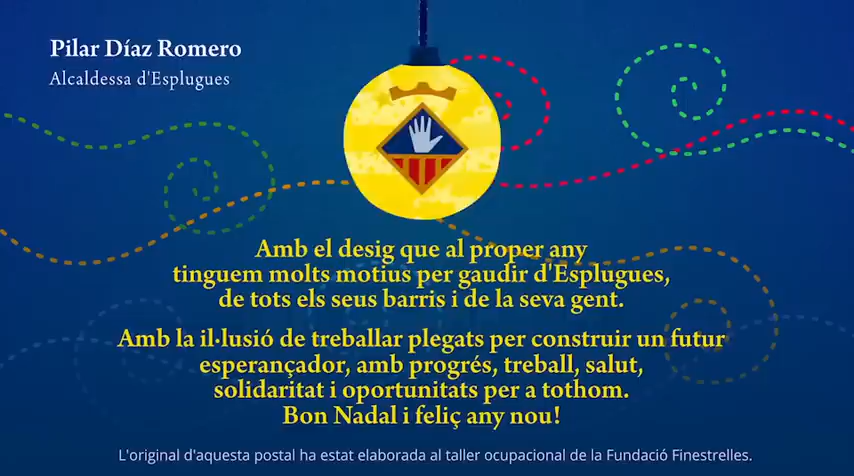 Pilar Díaz Romero
Alcaldessa d'Esplugues
Amb el desig que al proper any
tinguem molts motius per gaudir d'Esplugues,
de tots els seus barris i de la seva gent.
Amb la il·lusió de treballar plegats per construir un futur
esperançador, amb progrés, treball, salut,
solidaritat i oportunitats per a tothom.
Bon Nadal i feliç any nou!
L'original d'aquesta postal ha estat elaborada al taller ocupacional de la Fundació Finestrelles.